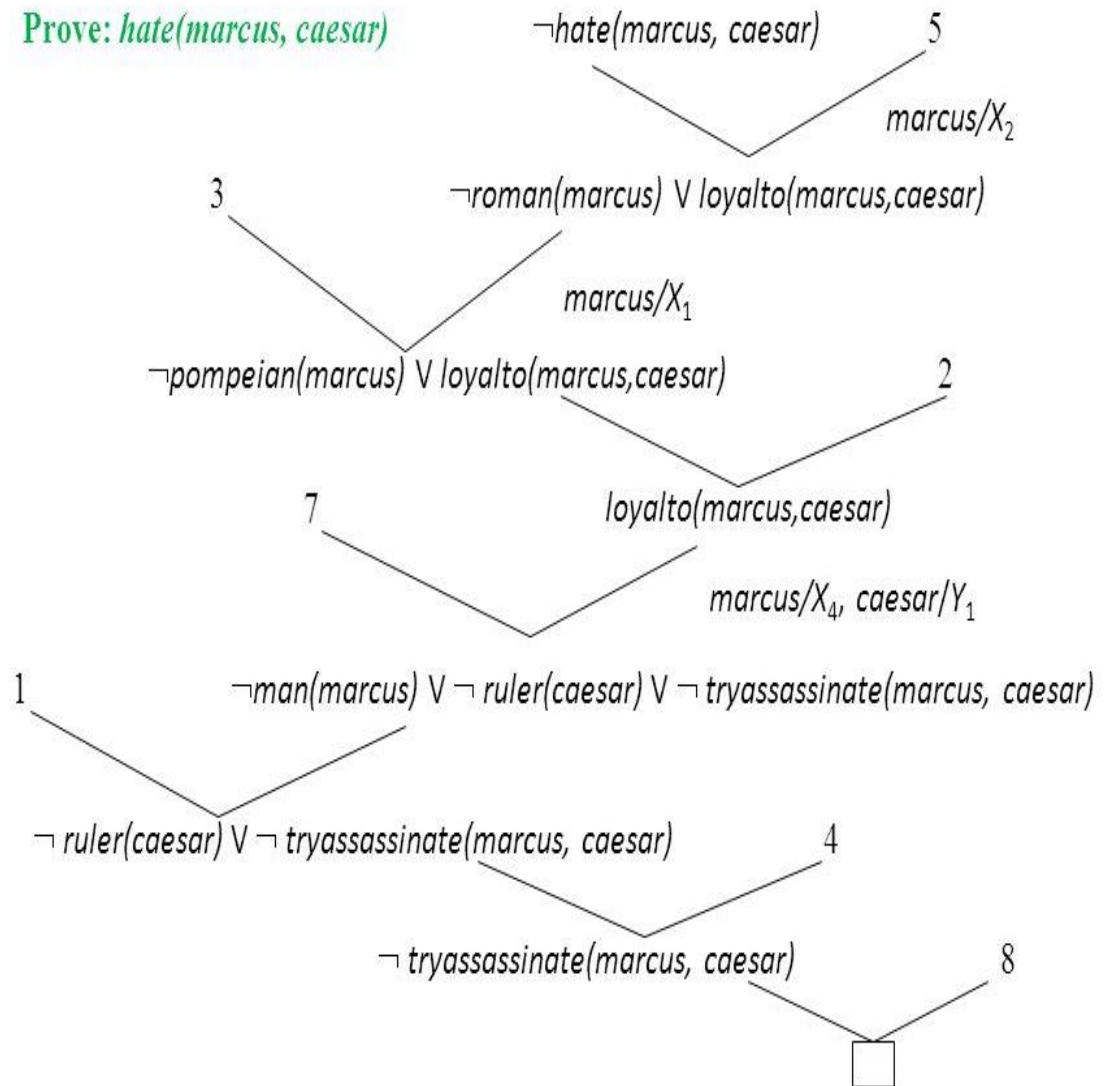 Prove: hate(marcus, caesar)
¬hate(marcus, caesar) 5
marcus/X₂
3 ¬roman(marcus) V loyalto(marcus,caesar)
marcus/X₁
¬pompeian(marcus) V loyalto(marcus,caesar) 2
7 loyalto(marcus,caesar)
marcus/X₄, caesar/Y₁
1 ¬man(marcus) V ¬ ruler(caesar) V ¬ tryassassinate(marcus, caesar)
¬ ruler(caesar) V ¬ tryassassinate(marcus, caesar) 4
¬ tryassassinate(marcus, caesar) 8